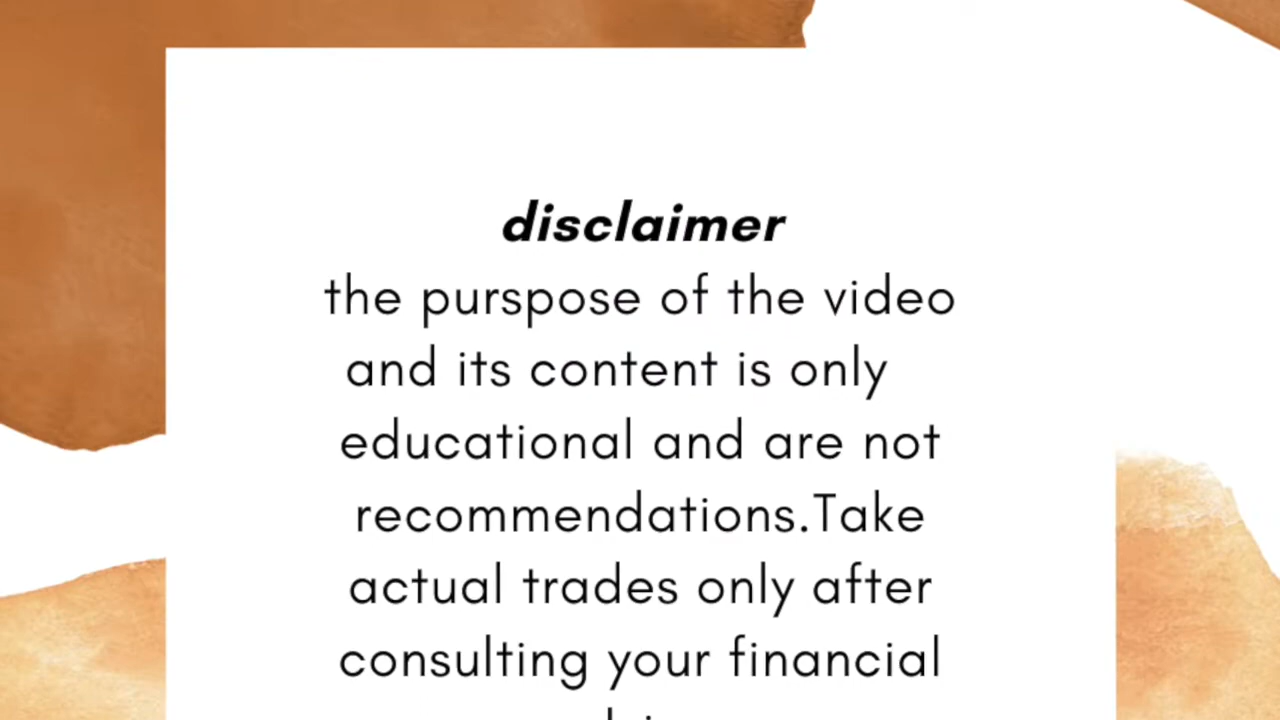 disclaimer
the purspose of the video
and its content is only
educational and are not
recommendations.Take
actual trades only after
consulting your financial